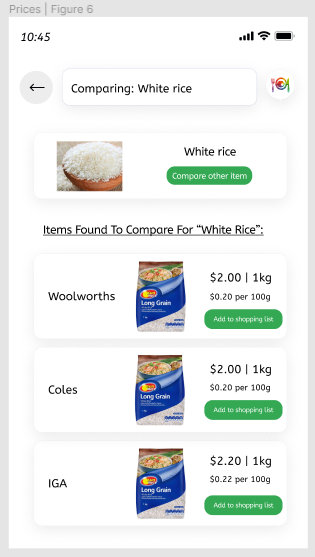 Prices | Figure 6
10:45
Comparing: White rice
White rice
Compare other item
Items Found To Compare For “White Rice”:
Woolworths
Long Grain
$2.00 | 1kg
$0.20 per 100g
Add to shopping list
Coles
Long Grain
$2.00 | 1kg
$0.20 per 100g
Add to shopping list
IGA
Long Grain
$2.20 | 1kg
$0.22 per 100g
Add to shopping list